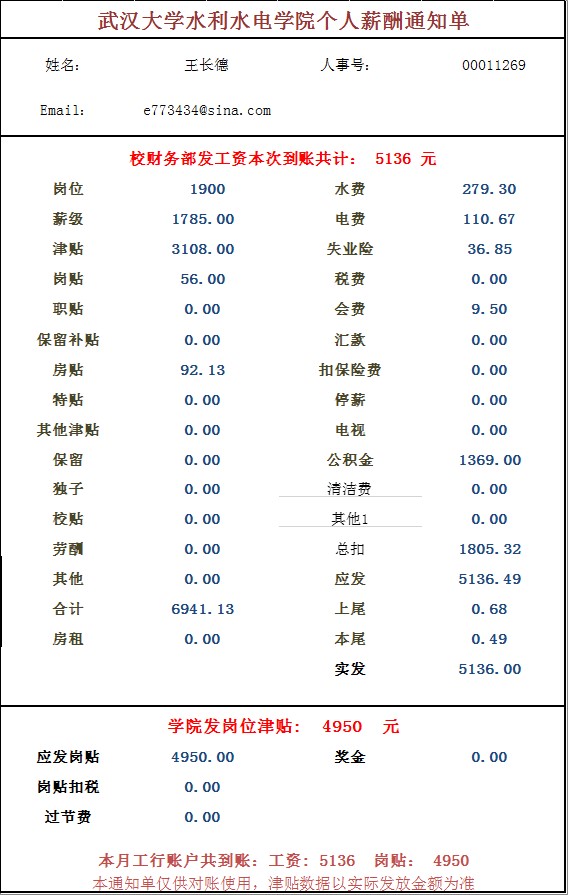 武汉大学水利水电学院个人薪酬通知单
姓名： 王长德 人事号： 00011269
Email： e773434@sina.com
校财务部发工资本次到账共计： 5136 元
岗位 1900 水费 279.30
薪级 1785.00 电费 110.67
津贴 3108.00 失业险 36.85
岗贴 56.00 税费 0.00
职贴 0.00 会费 9.50
保留补贴 0.00 汇款 0.00
房贴 92.13 扣保险费 0.00
特贴 0.00 停薪 0.00
其他津贴 0.00 电视 0.00
保留 0.00 公积金 1369.00
独子 0.00 清洁费 0.00
校贴 0.00 其他1 0.00
劳酬 0.00 总扣 1805.32
其他 0.00 应发 5136.49
合计 6941.13 上尾 0.68
房租 0.00 本尾 0.49
实发 5136.00
学院发岗位津贴： 4950 元
应发岗贴 4950.00 奖金 0.00
岗贴扣税 0.00
过节费 0.00
本月工行账户共到账：工资: 5136 岗贴： 4950
本通知单仅供对账使用，津贴数据以实际发放金额为准